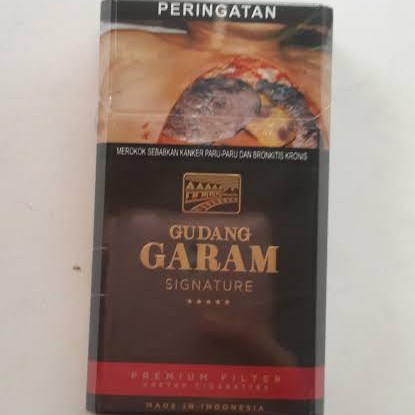 PERINGATAN
MEROKOK SEBABKAN KANKER PARU-PARU DAN BRONKITIS KRONIS
GUDANG
GARAM
SIGNATURE
PREMIUM FILTER
KRETEK CIGARETTES
MADE IN INDONESIA